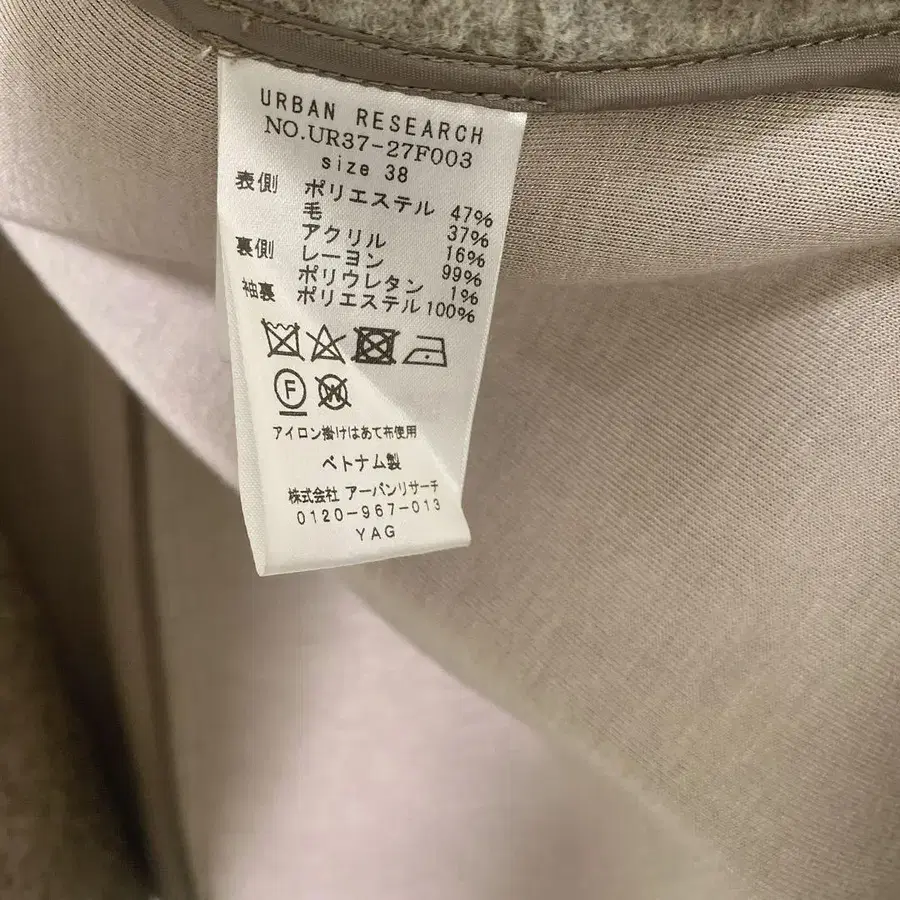 URBAN RESEARCH
NO.UR37-27F003
size 38
表側 ポリエステル 47%
毛 37%
アクリル 16%
裏側 レーヨン 99%
ポリウレタン 1%
袖裏 ポリエステル 100%
F
W
アイロン掛けはあて布使用
ベトナム製
株式会社 アーバンリサーチ
0120-967-013
YAG